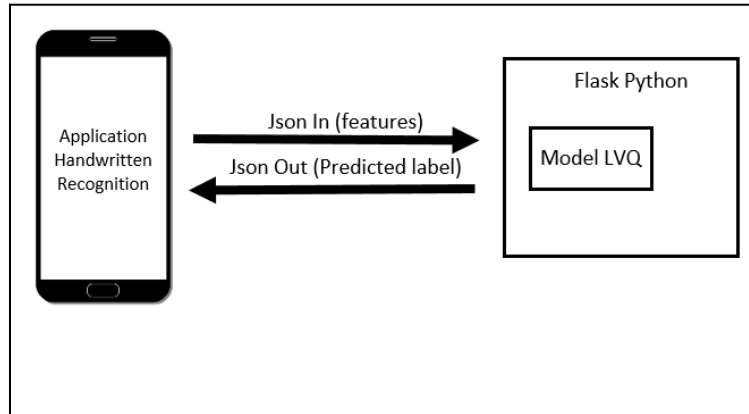 Application
Handwritten
Recognition
Json In (features)
Json Out (Predicted label)
Flask Python
Model LVQ